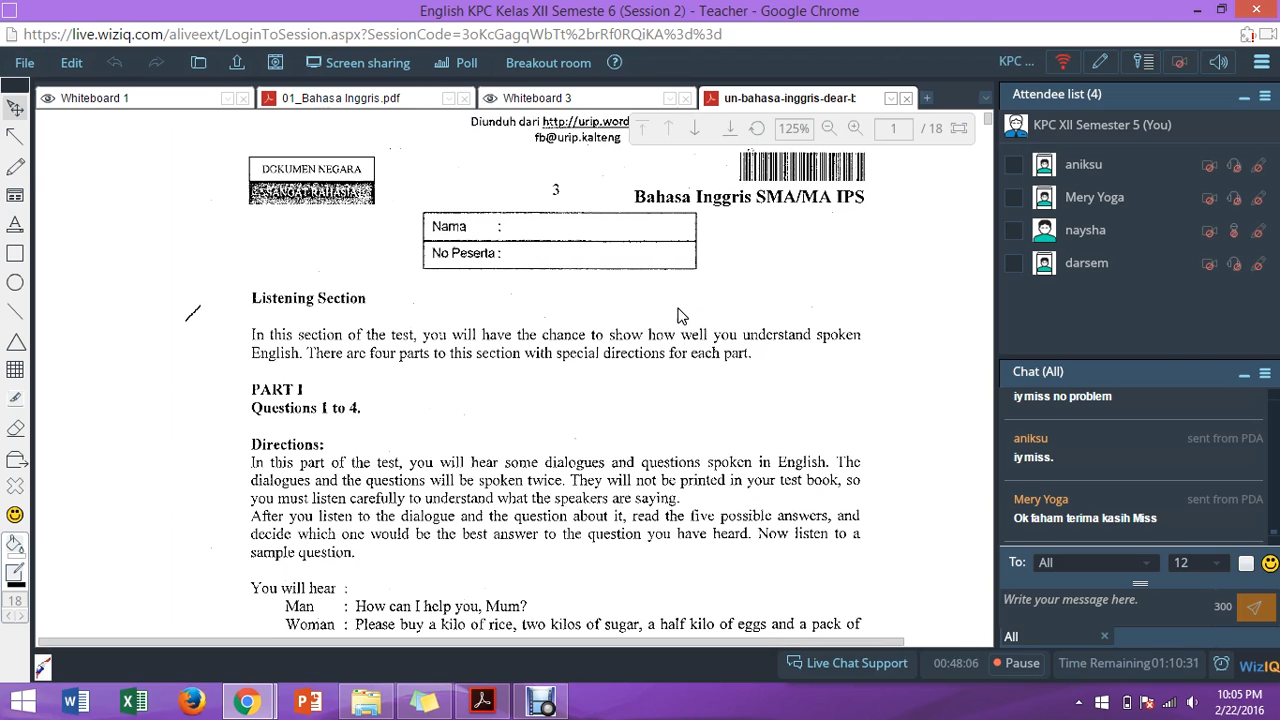 English KPC Kelas XII Semeste 6 (Session 2) - Teacher - Google Chrome
https://live.wiziq.com/aliveext/LoginToSession.aspx?SessionCode=3oKcGagqWbTt%2brRf0RQiKA%3d%3d
File Edit Screen sharing Poll Breakout room KPC ...
Whiteboard 1 01_Bahasa Inggris.pdf Whiteboard 3 un-bahasa-inggris-dear-b
Diunduh dari http://urip.word
fb@urip.kalteng
125% 1 / 18
DOKUMEN NEGARA
SANGAT RAHASIA
3
Bahasa Inggris SMA/MA IPS
Nama :
No Peserta :
Listening Section
In this section of the test, you will have the chance to show how well you understand spoken
English. There are four parts to this section with special directions for each part.
PART I
Questions 1 to 4.
Directions:
In this part of the test, you will hear some dialogues and questions spoken in English. The
dialogues and the questions will be spoken twice. They will not be printed in your test book, so
you must listen carefully to understand what the speakers are saying.
After you listen to the dialogue and the question about it, read the five possible answers, and
decide which one would be the best answer to the question you have heard. Now listen to a
sample question.
You will hear :
Man : How can I help you, Mum?
Woman : Please buy a kilo of rice, two kilos of sugar, a half kilo of eggs and a pack of
18
Attendee list (4)
KPC XII Semester 5 (You)
aniksu
Mery Yoga
naysha
darsem
Chat (All)
iy miss no problem
aniksu sent from PDA
iy miss.
Mery Yoga sent from PDA
Ok faham terima kasih Miss
To: All 12
Write your message here.
300
All
Live Chat Support 00:48:06 Pause Time Remaining 01:10:31 WizIQ
10:05 PM
2/22/2016